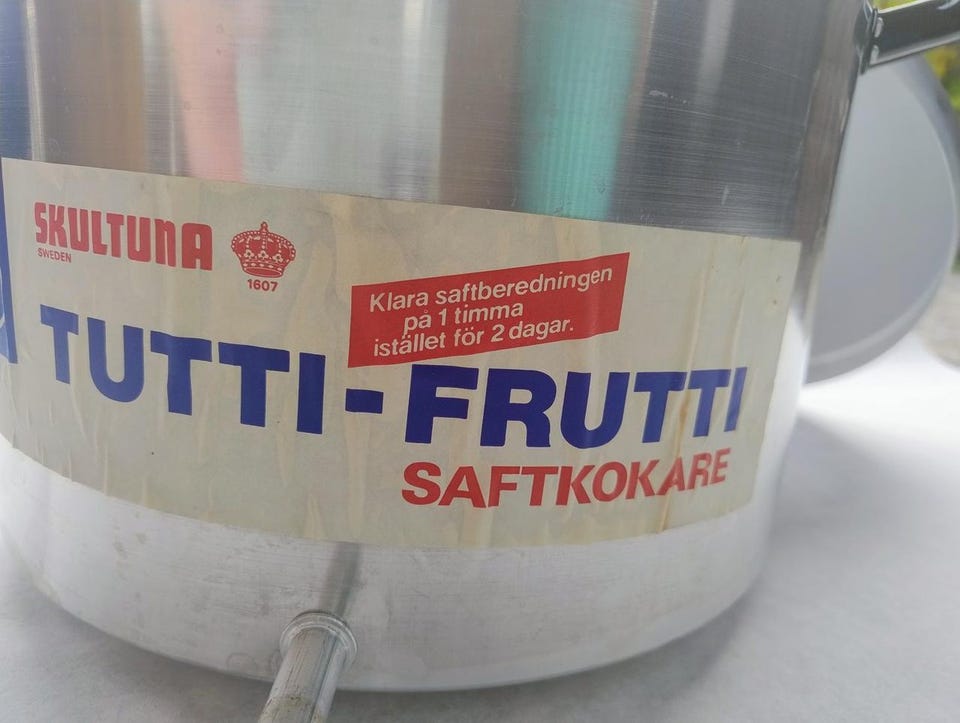 SKULTUNA
SWEDEN
1607
Klara saftberedningen
på 1 timma
istället för 2 dagar.
TUTTI-FRUTTI
SAFTKOKARE